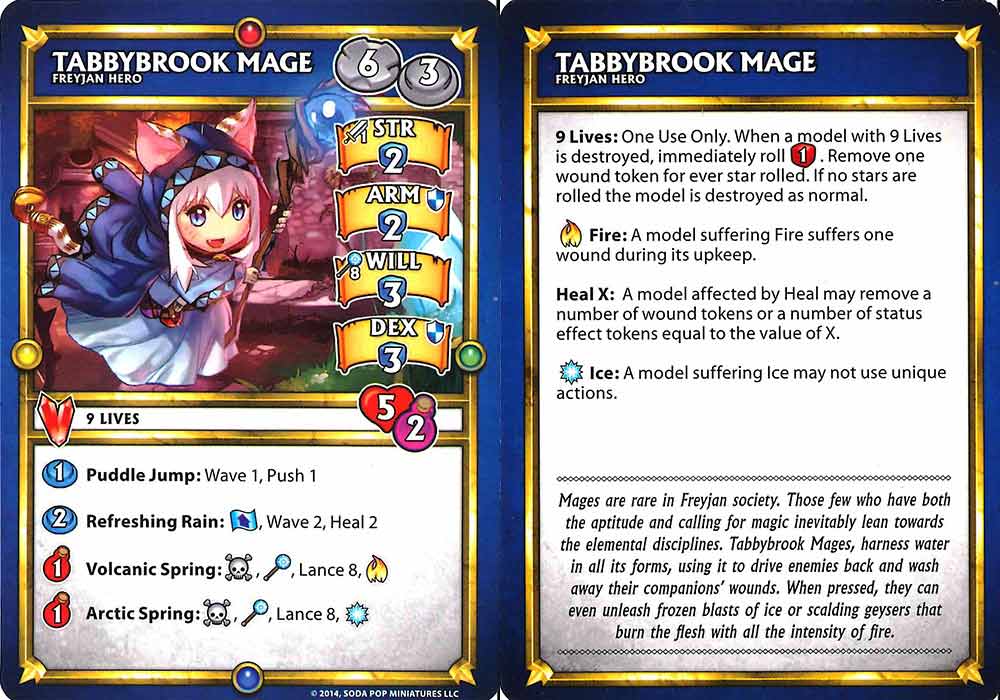 TABBYBROOK MAGE
FREYJAN HERO
6 3
STR
2
ARM
2
8 WILL
3
DEX
3
9 LIVES
5
2
1 Puddle Jump: Wave 1, Push 1
2 Refreshing Rain: , Wave 2, Heal 2
1 Volcanic Spring: , , Lance 8,
1 Arctic Spring: , , Lance 8,
© 2014, SODA POP MINIATURES LLC
TABBYBROOK MAGE
FREYJAN HERO
9 Lives: One Use Only. When a model with 9 Lives
is destroyed, immediately roll 1 . Remove one
wound token for ever star rolled. If no stars are
rolled the model is destroyed as normal.
Fire: A model suffering Fire suffers one
wound during its upkeep.
Heal X: A model affected by Heal may remove a
number of wound tokens or a number of status
effect tokens equal to the value of X.
Ice: A model suffering Ice may not use unique
actions.
Mages are rare in Freyjan society. Those few who have both
the aptitude and calling for magic inevitably lean towards
the elemental disciplines. Tabbybrook Mages, harness water
in all its forms, using it to drive enemies back and wash
away their companions' wounds. When pressed, they can
even unleash frozen blasts of ice or scalding geysers that
burn the flesh with all the intensity of fire.